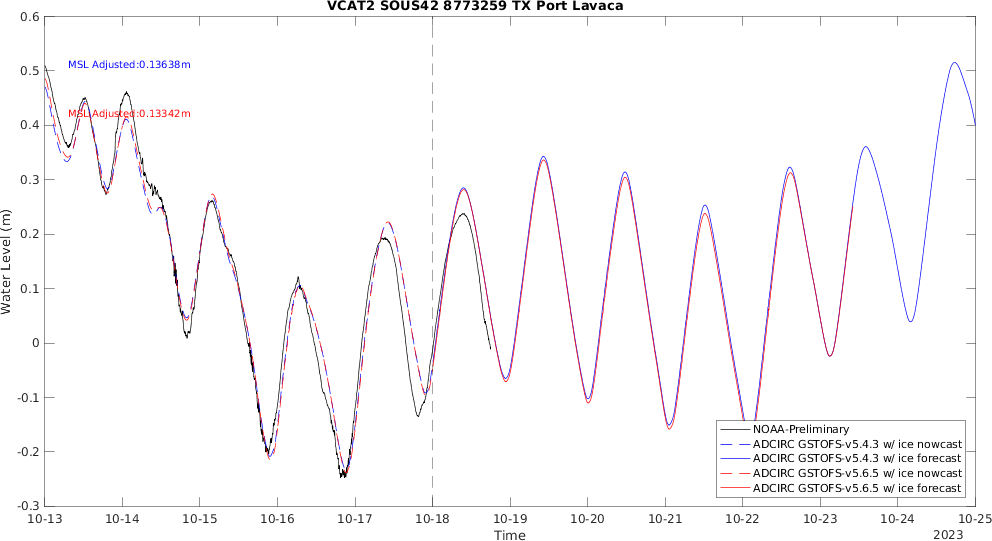 VCAT2 SOUS42 8773259 TX Port Lavaca
0.6
0.5
0.4
0.3
0.2
0.1
0
-0.1
-0.2
-0.3
Water Level (m)
MSL Adjusted:0.13638m
MSL Adjusted:0.13342m
NOAA-Preliminary
ADCIRC GSTOFS-v5.4.3 w/ ice nowcast
ADCIRC GSTOFS-v5.4.3 w/ ice forecast
ADCIRC GSTOFS-v5.6.5 w/ ice nowcast
ADCIRC GSTOFS-v5.6.5 w/ ice forecast
10-13 10-14 10-15 10-16 10-17 10-18 10-19 10-20 10-21 10-22 10-23 10-24 10-25
Time
2023